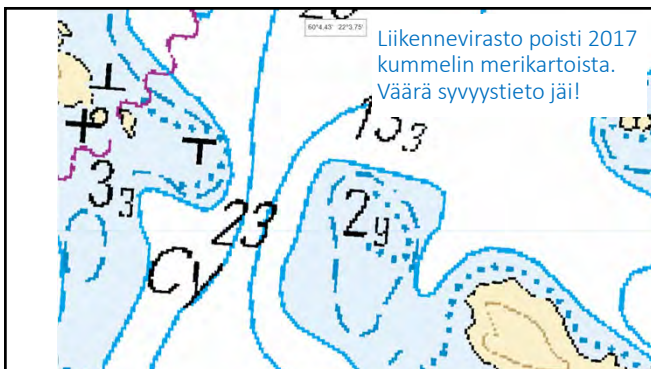 60°4.43' 22°3.75'
Liikennevirasto poisti 2017
kummelin merikartoista.
Väärä syvyystieto jäi!
15₃
3₃
23
2₉
Cy